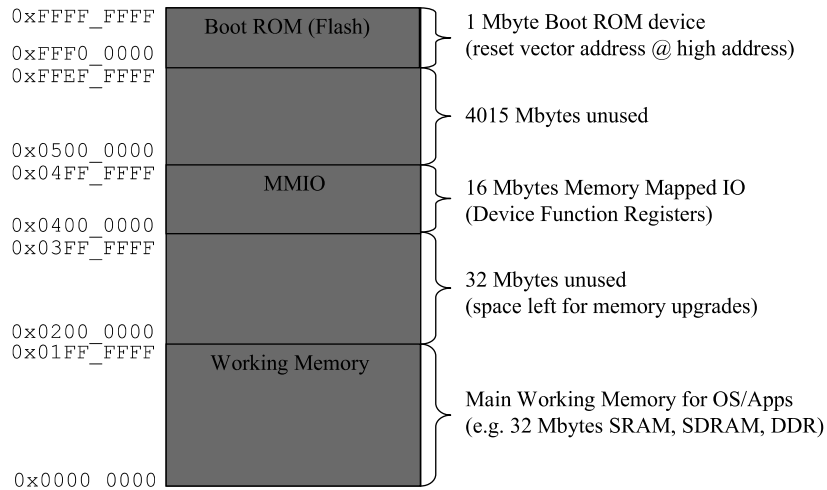 0xFFFF_FFFF
Boot ROM (Flash)
1 Mbyte Boot ROM device
(reset vector address @ high address)
0xFFF0_0000
0xFFEF_FFFF
4015 Mbytes unused
0x0500_0000
0x04FF_FFFF
MMIO
16 Mbytes Memory Mapped IO
(Device Function Registers)
0x0400_0000
0x03FF_FFFF
32 Mbytes unused
(space left for memory upgrades)
0x0200_0000
0x01FF_FFFF
Working Memory
Main Working Memory for OS/Apps
(e.g. 32 Mbytes SRAM, SDRAM, DDR)
0x0000_0000